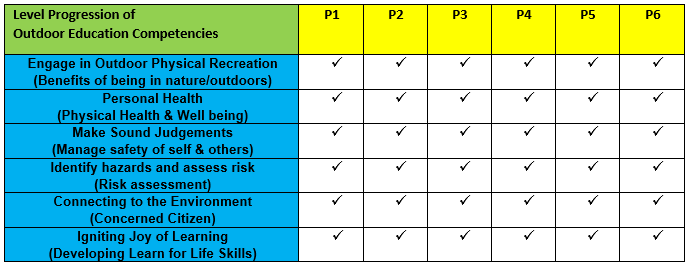 Level Progression of
Outdoor Education Competencies
P1 P2 P3 P4 P5 P6
Engage in Outdoor Physical Recreation
(Benefits of being in nature/outdoors)
✓ ✓ ✓ ✓ ✓ ✓
Personal Health
(Physical Health & Well being)
✓ ✓ ✓ ✓ ✓ ✓
Make Sound Judgements
(Manage safety of self & others)
✓ ✓ ✓ ✓ ✓ ✓
Identify hazards and assess risk
(Risk assessment)
✓ ✓ ✓ ✓ ✓ ✓
Connecting to the Environment
(Concerned Citizen)
✓ ✓ ✓ ✓ ✓ ✓
Igniting Joy of Learning
(Developing Learn for Life Skills)
✓ ✓ ✓ ✓ ✓ ✓